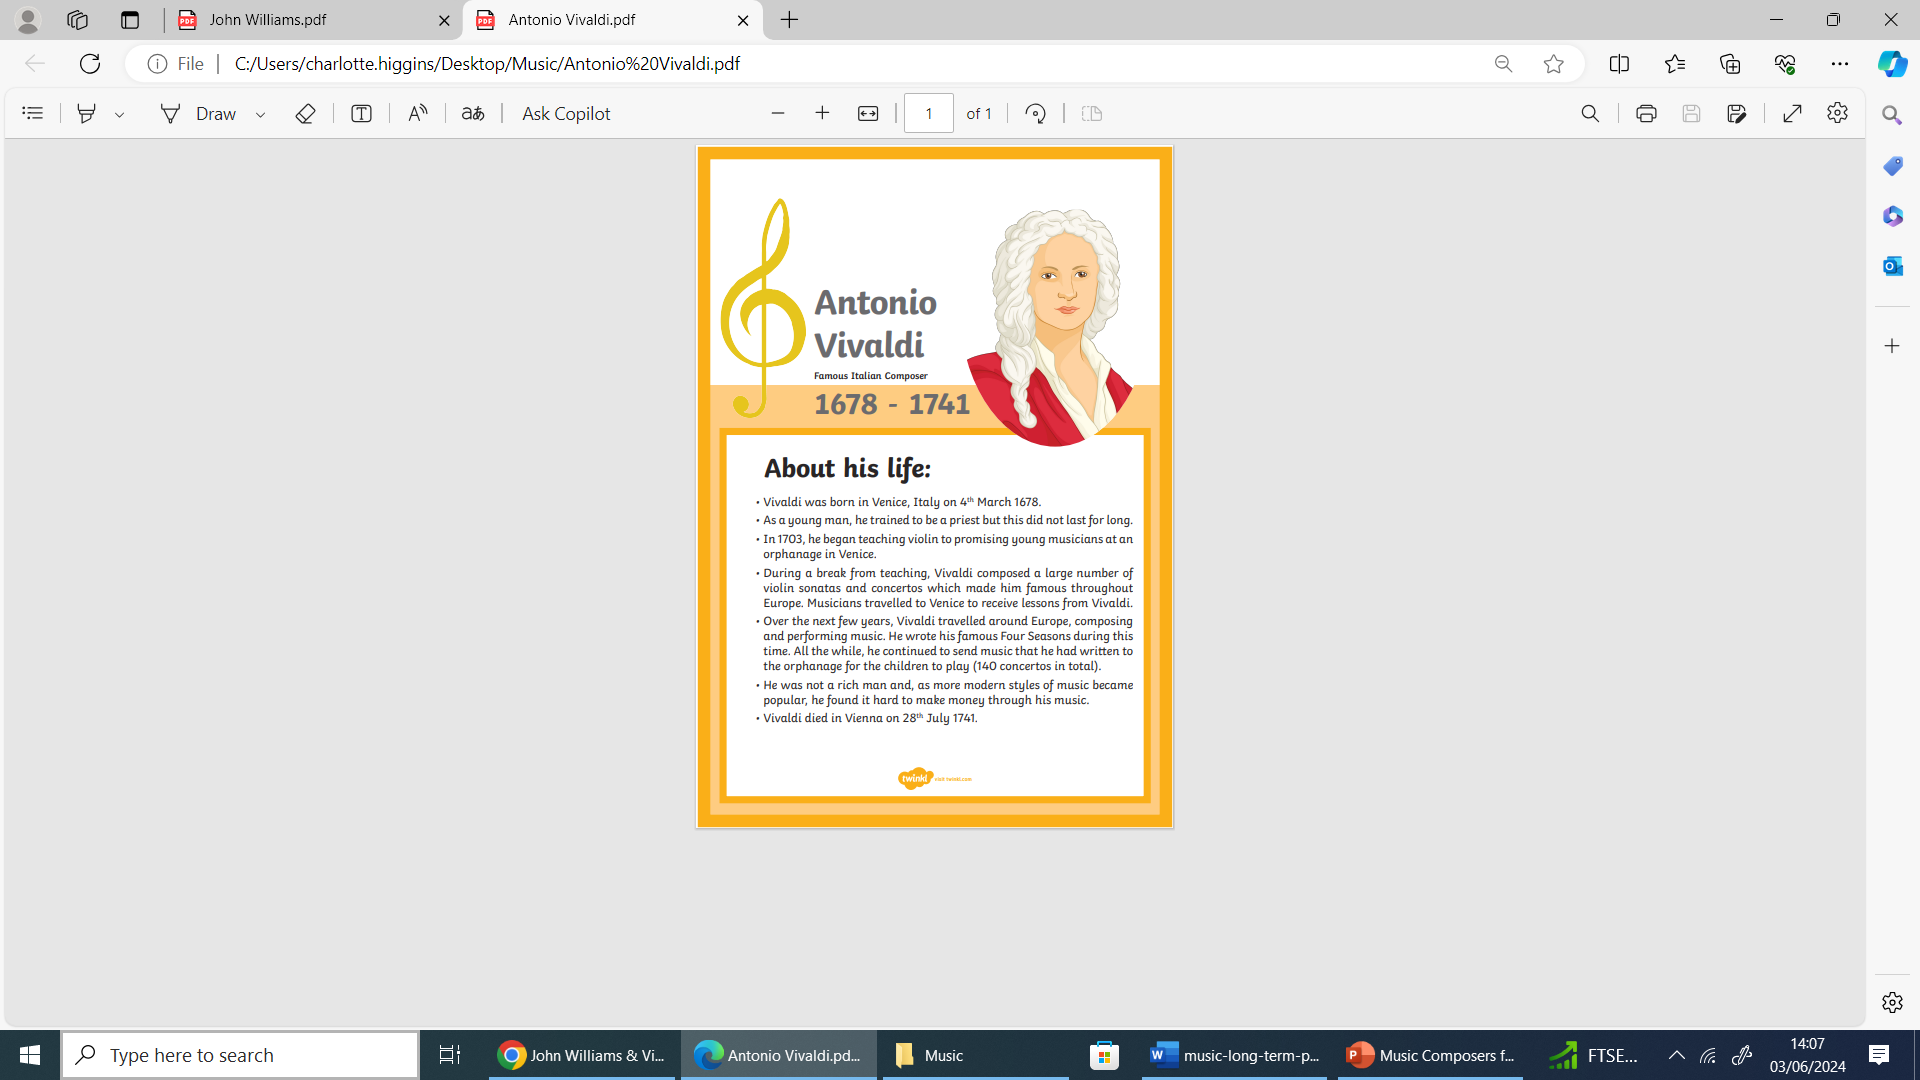 John Williams.pdf
Antonio Vivaldi.pdf
File
C:/Users/charlotte.higgins/Desktop/Music/Antonio%20Vivaldi.pdf
Draw
Ask Copilot
1
of 1
Antonio
Vivaldi
Famous Italian Composer
1678 - 1741
About his life:
• Vivaldi was born in Venice, Italy on 4th March 1678.
• As a young man, he trained to be a priest but this did not last for long.
• In 1703, he began teaching violin to promising young musicians at an
orphanage in Venice.
• During a break from teaching, Vivaldi composed a large number of
violin sonatas and concertos which made him famous throughout
Europe. Musicians travelled to Venice to receive lessons from Vivaldi.
• Over the next few years, Vivaldi travelled around Europe, composing
and performing music. He wrote his famous Four Seasons during this
time. All the while, he continued to send music that he had written to
the orphanage for the children to play (140 concertos in total).
• He was not a rich man and, as more modern styles of music became
popular, he found it hard to make money through his music.
• Vivaldi died in Vienna on 28th July 1741.
twinkl visit twinkl.com
Type here to search
John Williams & Vi...
Antonio Vivaldi.pd...
Music
music-long-term-p...
Music Composers f...
FTSE...
14:07
03/06/2024